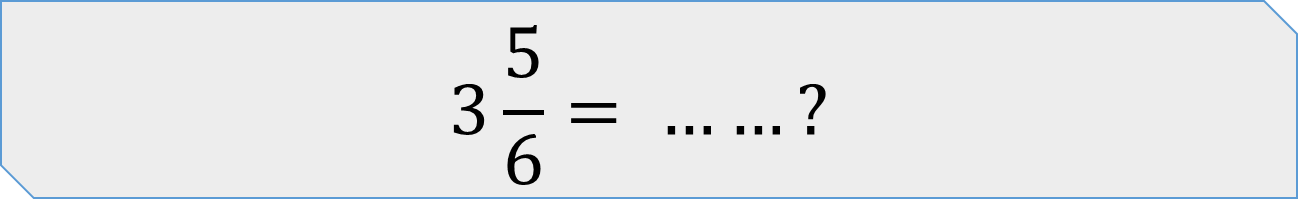 3 5/6 = ... ... ?